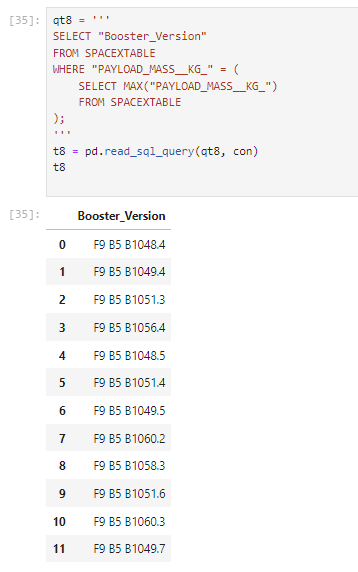 [35]: qt8 = '''
SELECT "Booster_Version"
FROM SPACEXTABLE
WHERE "PAYLOAD_MASS__KG_" = (
    SELECT MAX("PAYLOAD_MASS__KG_")
    FROM SPACEXTABLE
);
'''
t8 = pd.read_sql_query(qt8, con)
t8
[35]:
Booster_Version
0 F9 B5 B1048.4
1 F9 B5 B1049.4
2 F9 B5 B1051.3
3 F9 B5 B1056.4
4 F9 B5 B1048.5
5 F9 B5 B1051.4
6 F9 B5 B1049.5
7 F9 B5 B1060.2
8 F9 B5 B1058.3
9 F9 B5 B1051.6
10 F9 B5 B1060.3
11 F9 B5 B1049.7